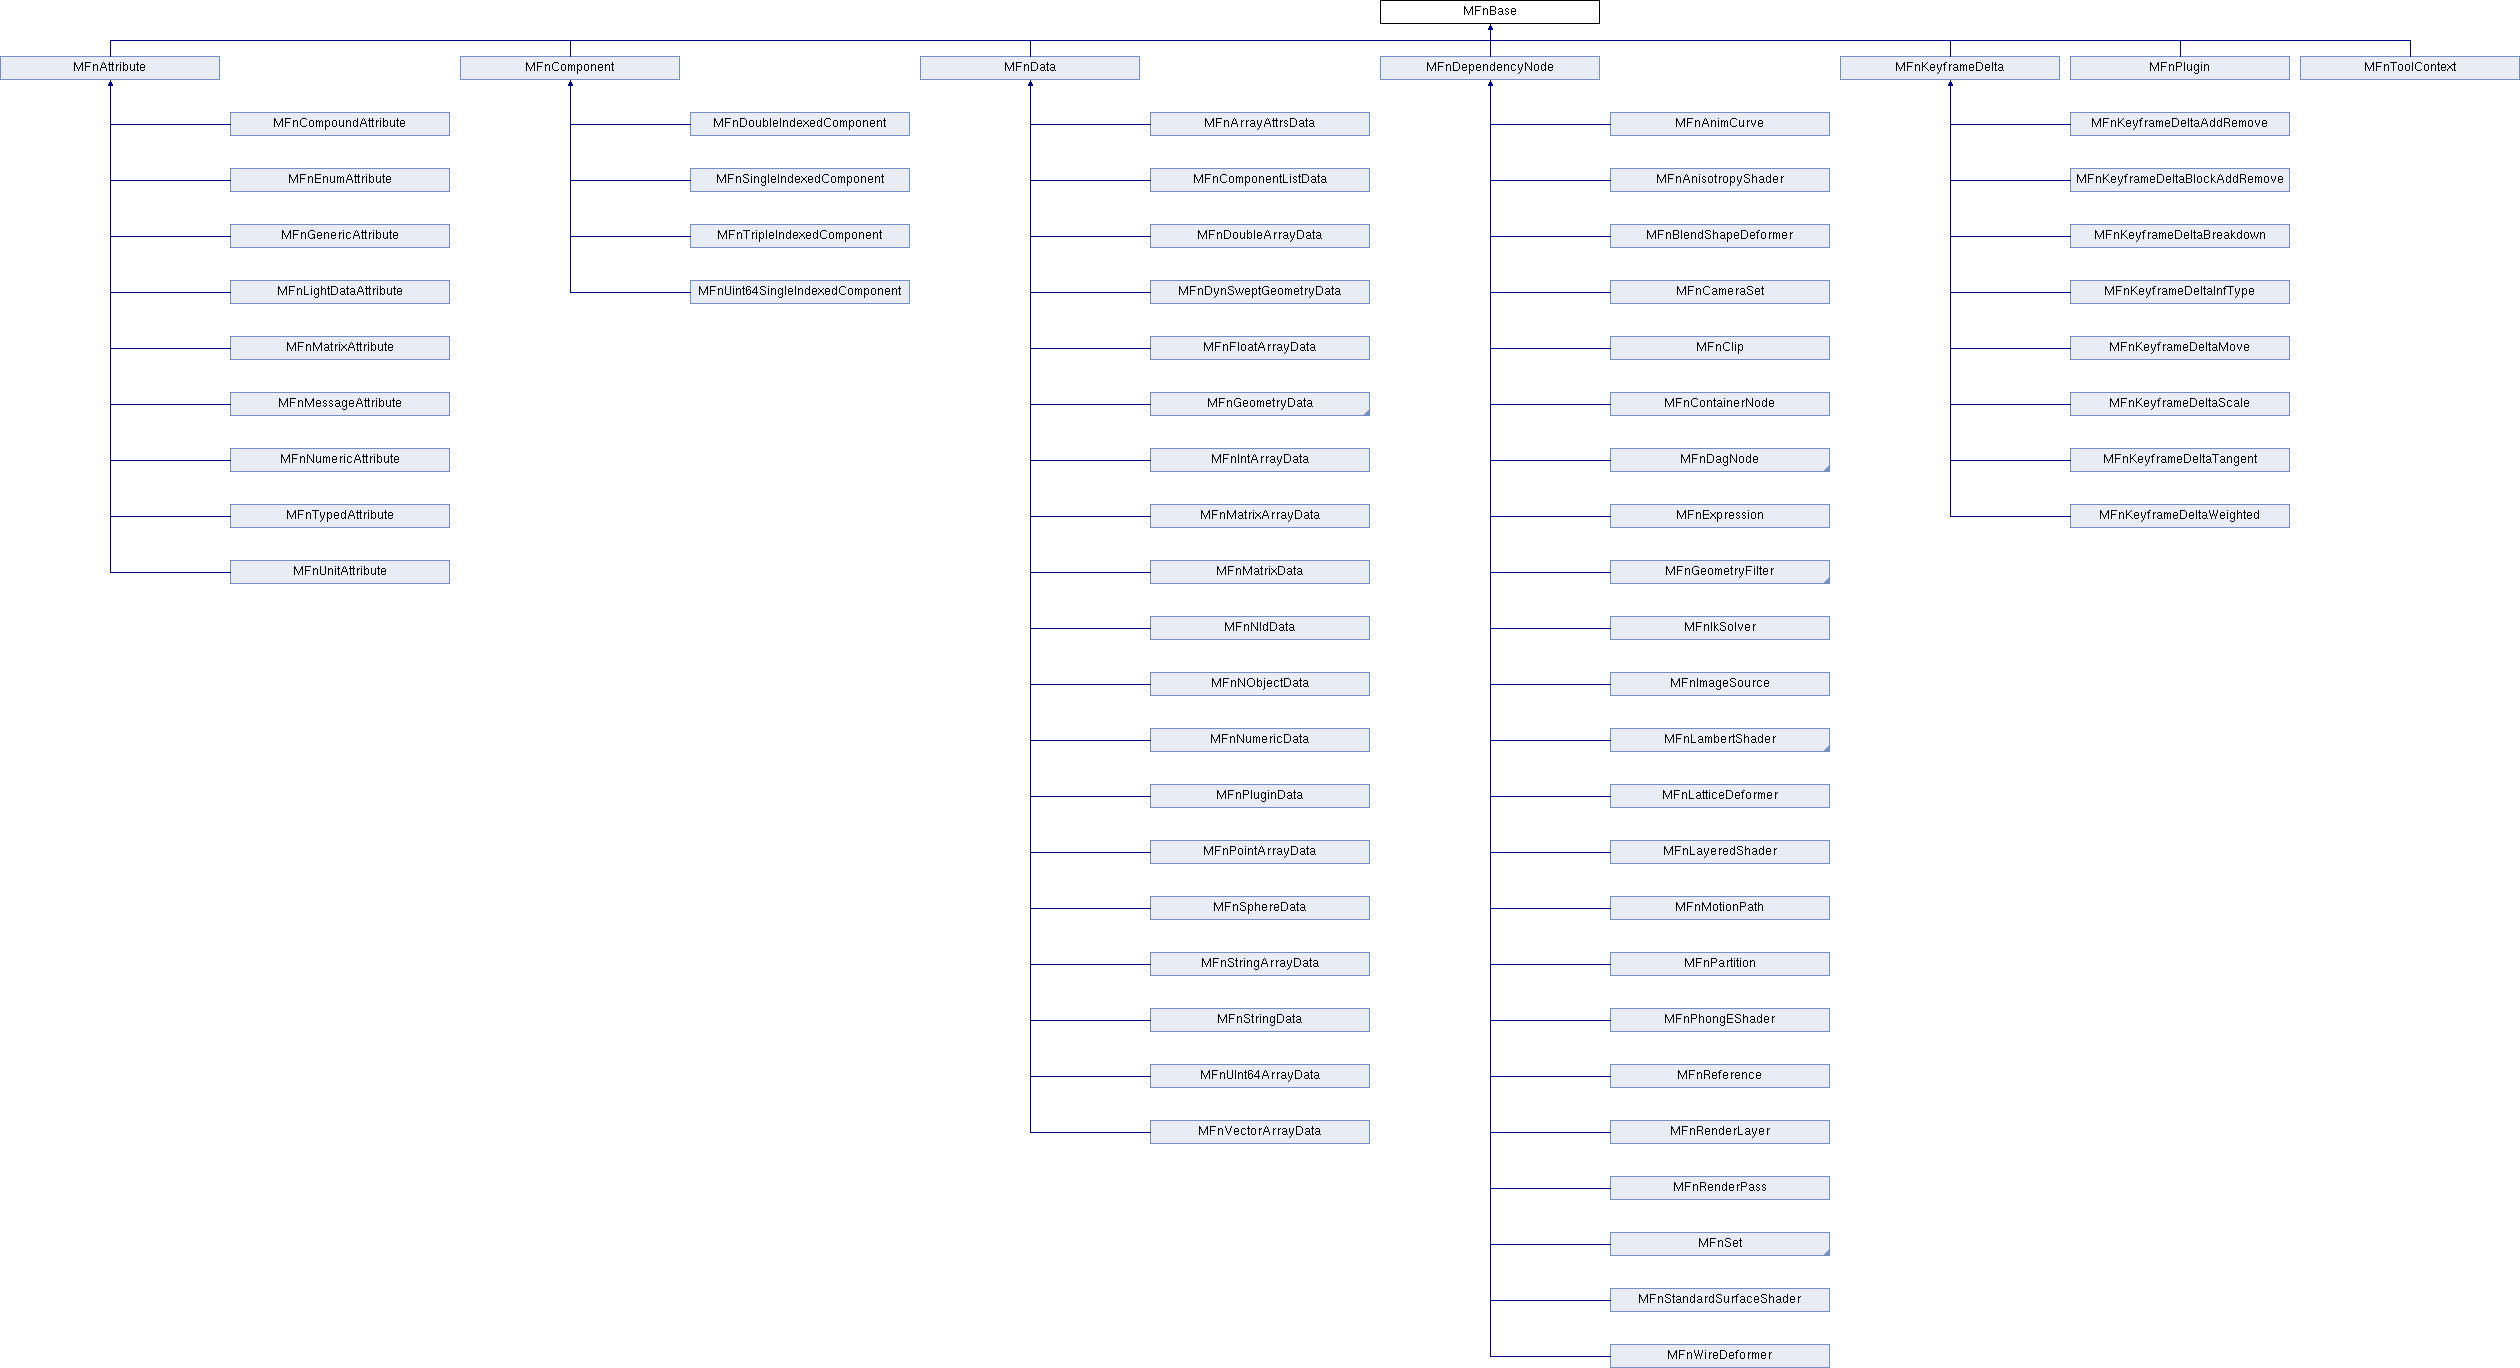 MFnBase
MFnAttribute
MFnComponent
MFnData
MFnDependencyNode
MFnKeyframeDelta
MFnPlugin
MFnToolContext
MFnCompoundAttribute
MFnEnumAttribute
MFnGenericAttribute
MFnLightDataAttribute
MFnMatrixAttribute
MFnMessageAttribute
MFnNumericAttribute
MFnTypedAttribute
MFnUnitAttribute
MFnDoubleIndexedComponent
MFnSingleIndexedComponent
MFnTripleIndexedComponent
MFnUint64SingleIndexedComponent
MFnArrayAttrsData
MFnComponentListData
MFnDoubleArrayData
MFnDynSweptGeometryData
MFnFloatArrayData
MFnGeometryData
MFnIntArrayData
MFnMatrixArrayData
MFnMatrixData
MFnNIdData
MFnNObjectData
MFnNumericData
MFnPluginData
MFnPointArrayData
MFnSphereData
MFnStringArrayData
MFnStringData
MFnUInt64ArrayData
MFnVectorArrayData
MFnAnimCurve
MFnAnisotropyShader
MFnBlendShapeDeformer
MFnCameraSet
MFnClip
MFnContainerNode
MFnDagNode
MFnExpression
MFnGeometryFilter
MFnIkSolver
MFnImageSource
MFnLambertShader
MFnLatticeDeformer
MFnLayeredShader
MFnMotionPath
MFnPartition
MFnPhongEShader
MFnReference
MFnRenderLayer
MFnRenderPass
MFnSet
MFnStandardSurfaceShader
MFnWireDeformer
MFnKeyframeDeltaAddRemove
MFnKeyframeDeltaBlockAddRemove
MFnKeyframeDeltaBreakdown
MFnKeyframeDeltaInfType
MFnKeyframeDeltaMove
MFnKeyframeDeltaScale
MFnKeyframeDeltaTangent
MFnKeyframeDeltaWeighted